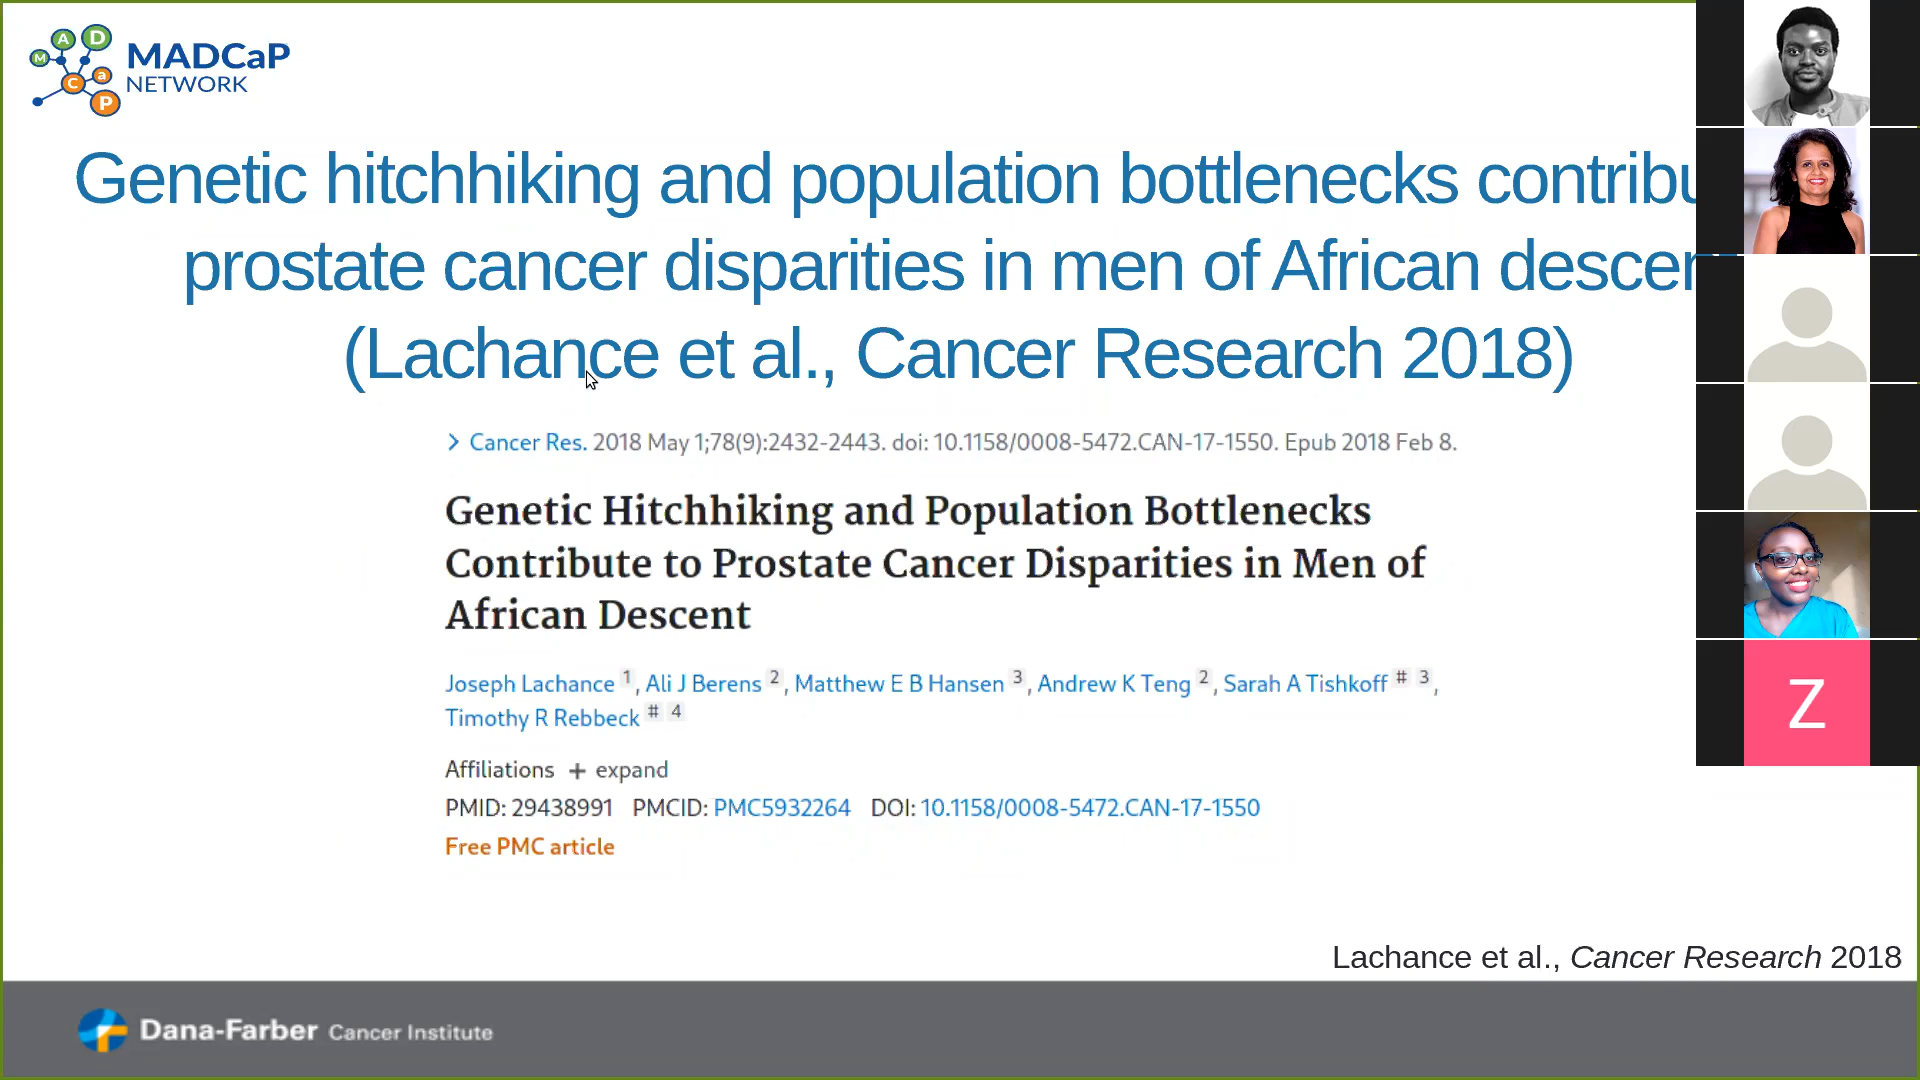 M A D C a P
MADCaP
NETWORK
Genetic hitchhiking and population bottlenecks
prostate cancer disparities in men of African
(Lachance et al., Cancer Research 2018)
> Cancer Res. 2018 May 1;78(9):2432-2443. doi: 10.1158/0008-5472.CAN-17-1550. Epub 2018 Feb 8.
Genetic Hitchhiking and Population Bottlenecks
Contribute to Prostate Cancer Disparities in Men of
African Descent
Joseph Lachance 1, Ali J Berens 2, Matthew E B Hansen 3, Andrew K Teng 2, Sarah A Tishkoff # 3,
Timothy R Rebbeck # 4
Affiliations + expand
PMID: 29438991 PMCID: PMC5932264 DOI: 10.1158/0008-5472.CAN-17-1550
Free PMC article
Lachance et al., Cancer Research 2018
Dana-Farber Cancer Institute
Z